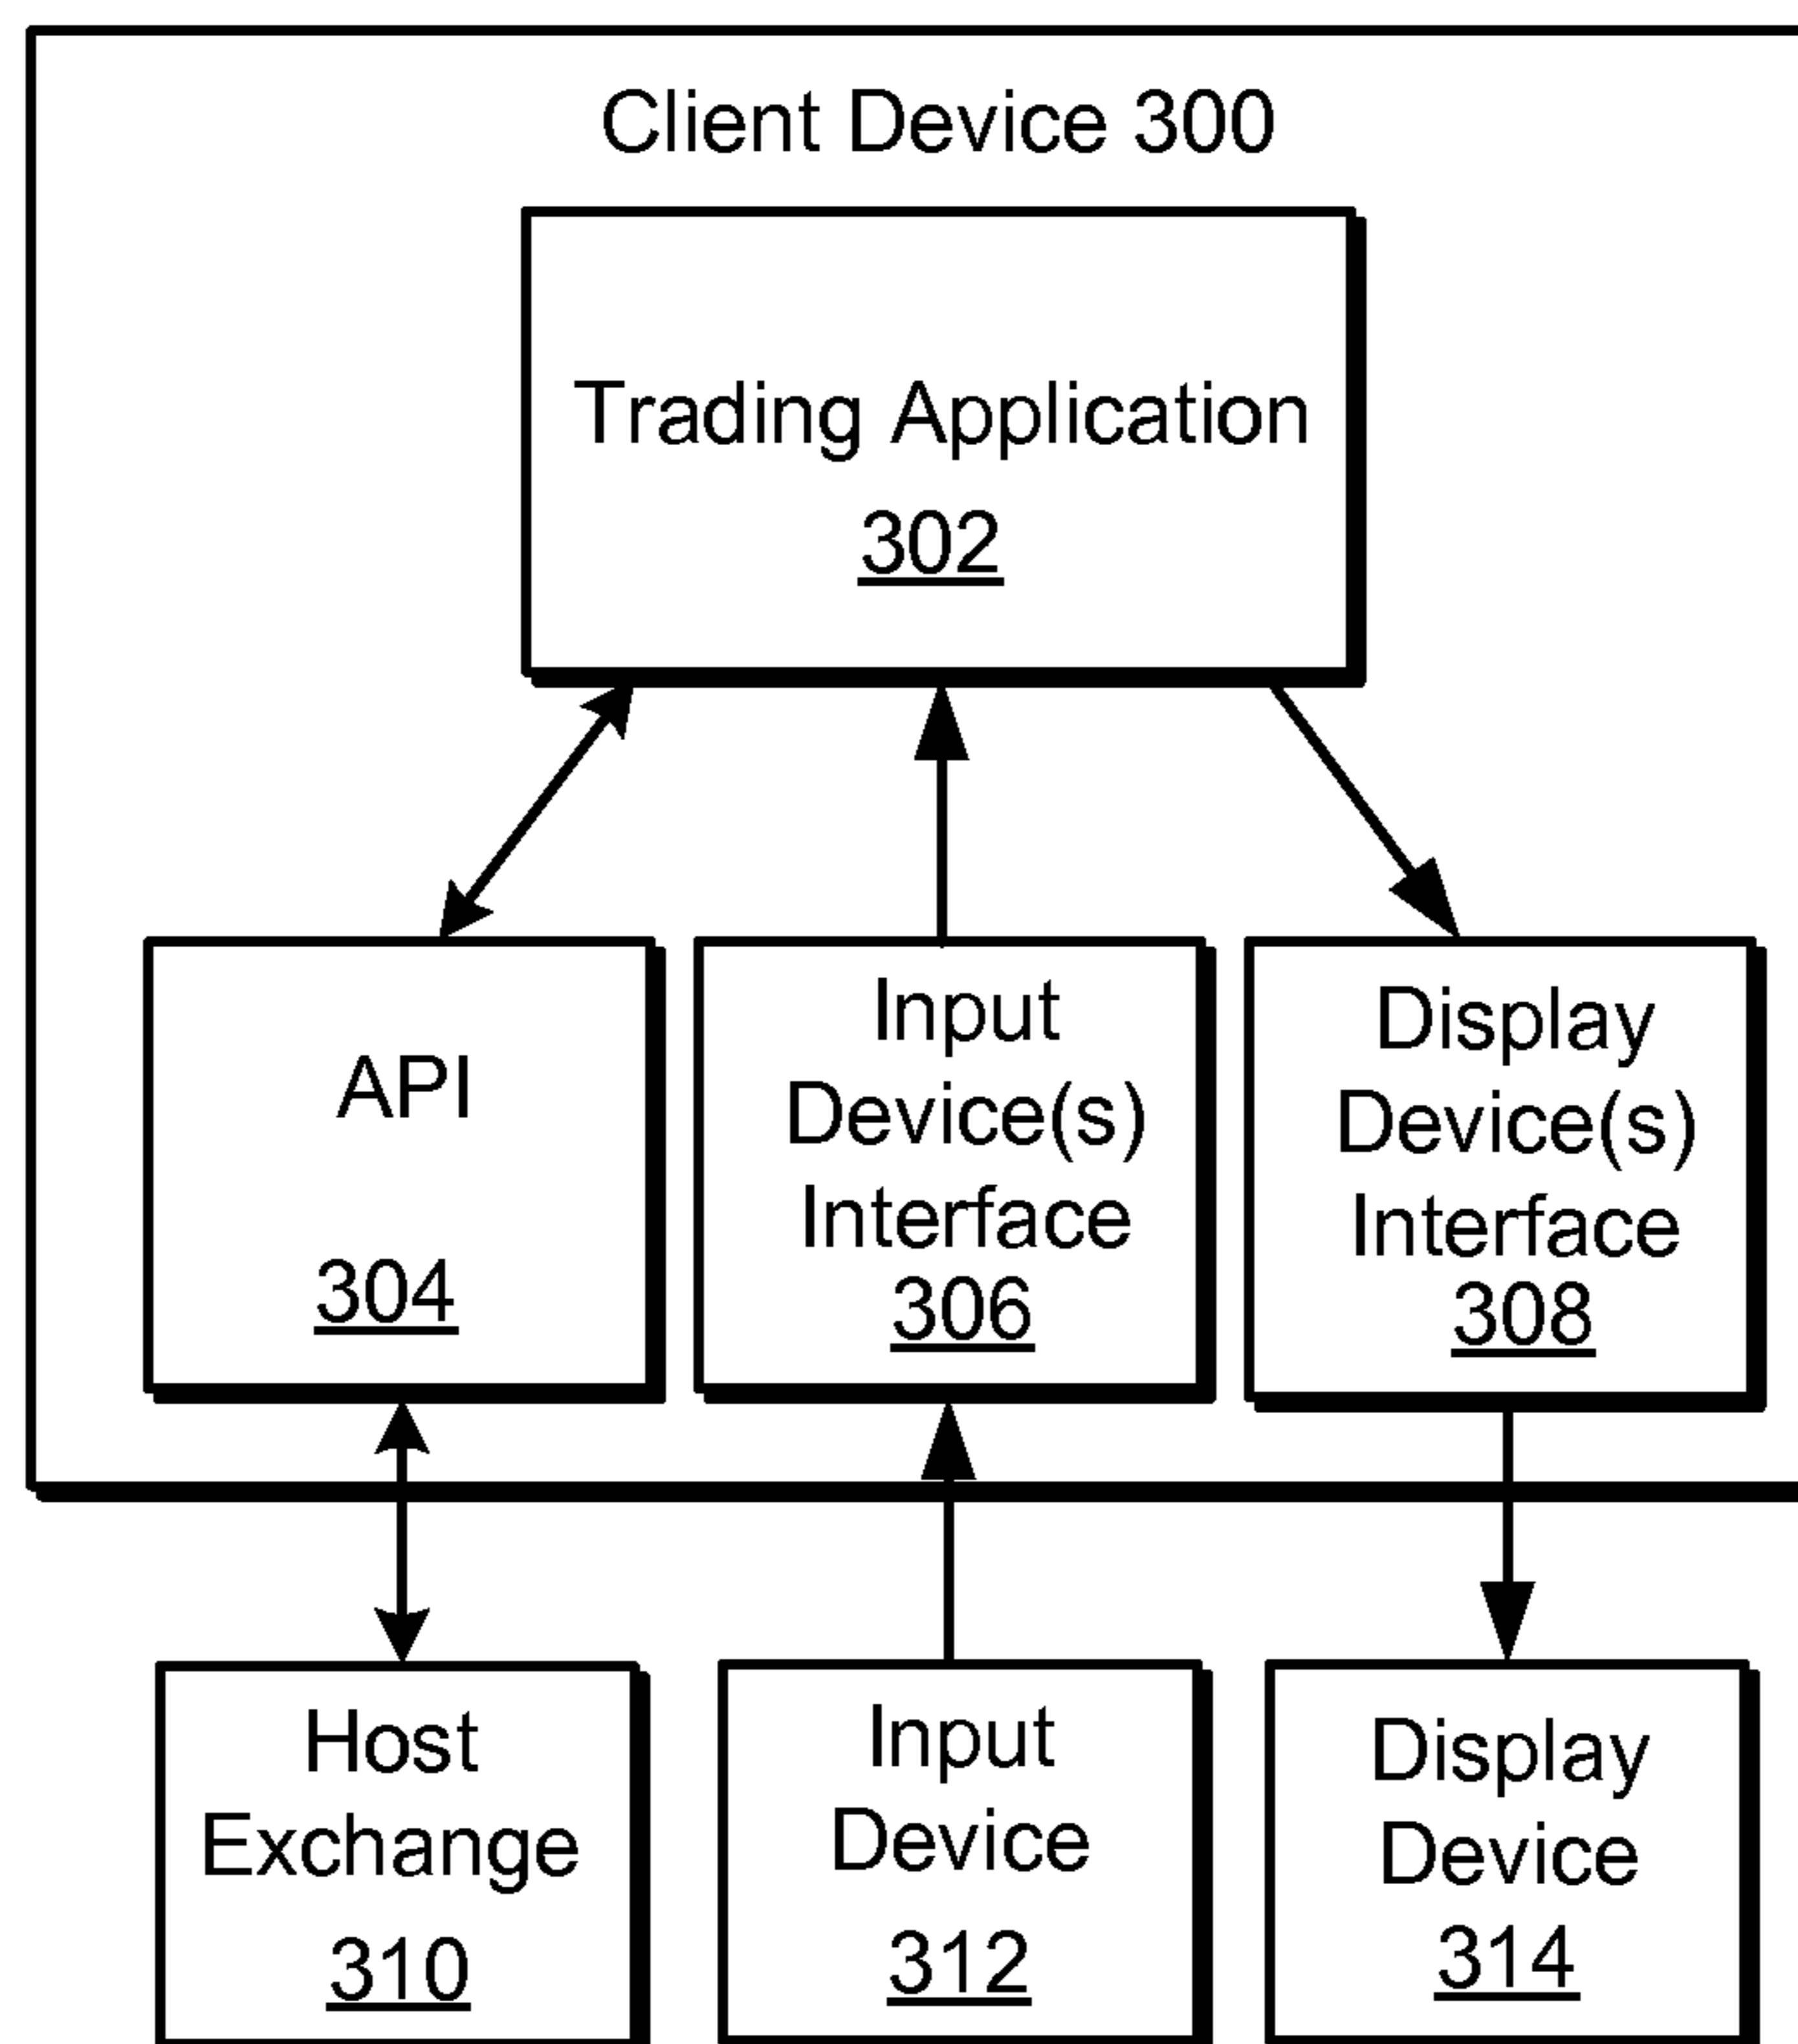 Client Device 300
Trading Application
302
API
304
Input
Device(s)
Interface
306
Display
Device(s)
Interface
308
Host
Exchange
310
Input
Device
312
Display
Device
314